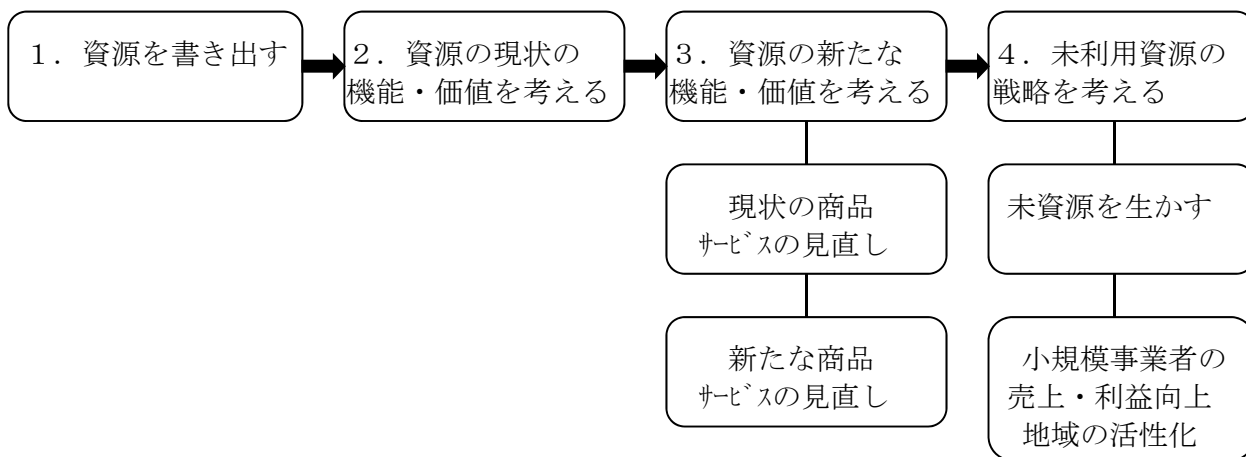 1．資源を書き出す
2．資源の現状の
機能・価値を考える
3．資源の新たな
機能・価値を考える
4．未利用資源の
戦略を考える
現状の商品
ｻｰﾋﾞｽの見直し
新たな商品
ｻｰﾋﾞｽの見直し
未資源を生かす
小規模事業者の
売上・利益向上
地域の活性化